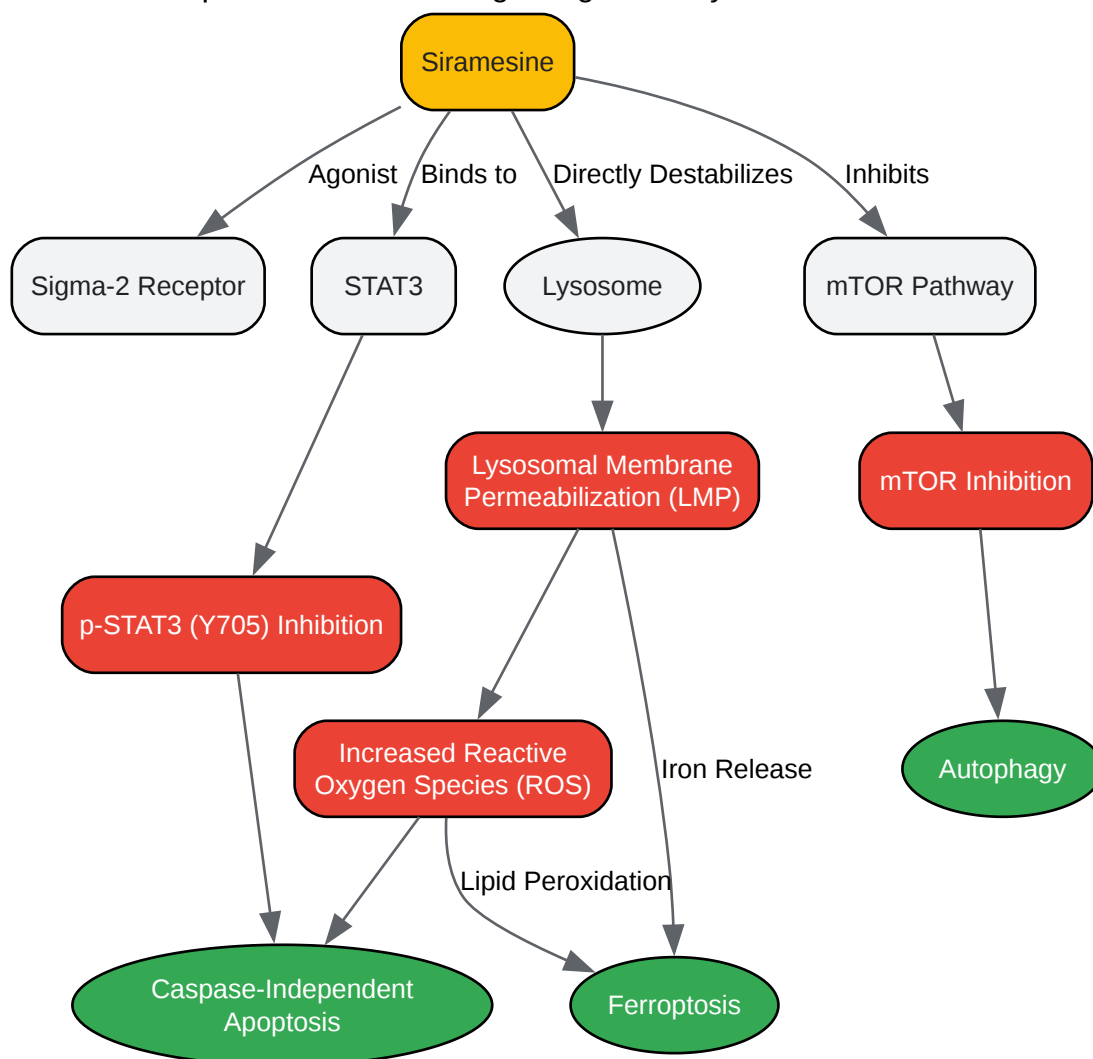 Siramesine
Agonist
Binds to
Directly Destabilizes
Inhibits
Sigma-2 Receptor
STAT3
Lysosome
mTOR Pathway
Lysosomal Membrane
Permeabilization (LMP)
mTOR Inhibition
p-STAT3 (Y705) Inhibition
Increased Reactive
Oxygen Species (ROS)
Iron Release
Autophagy
Lipid Peroxidation
Caspase-Independent
Apoptosis
Ferroptosis